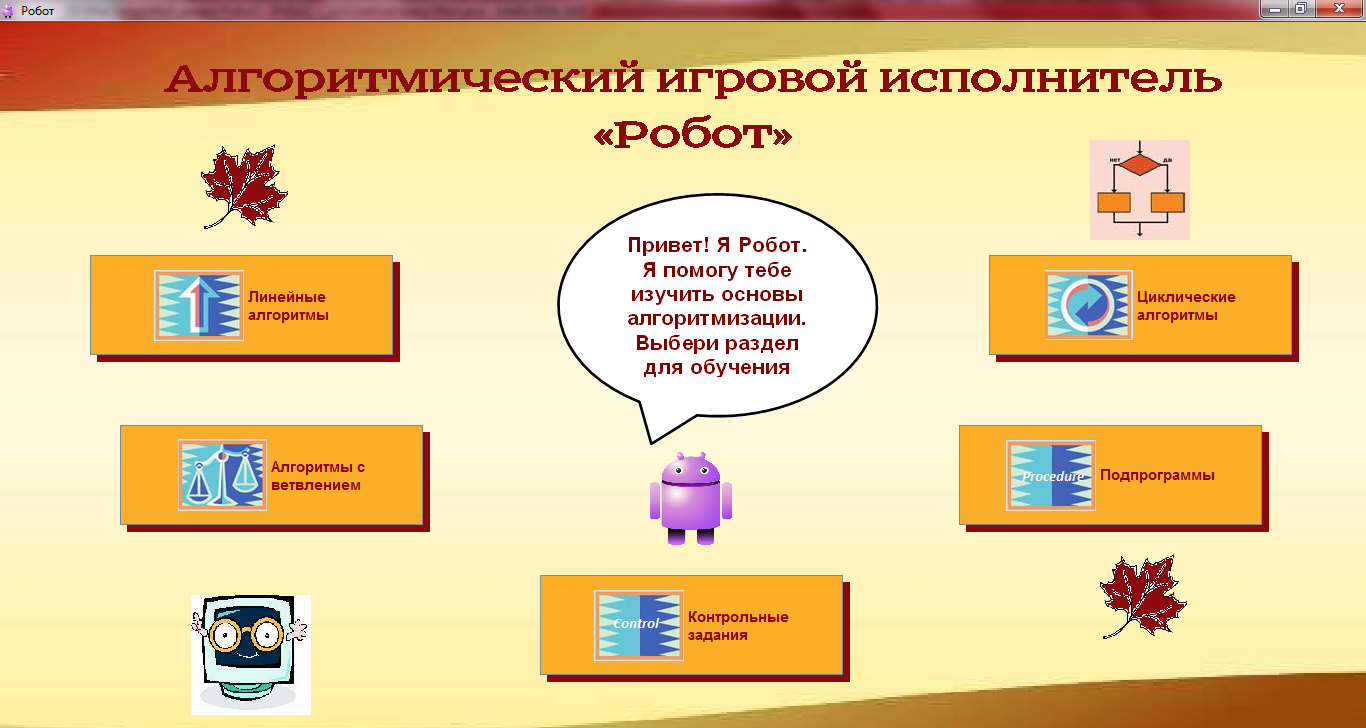 Робот
Алгоритмический игровой исполнитель
«Робот»
нет
да
Привет! Я Робот.
Я помогу тебе
изучить основы
алгоритмизации.
Выбери раздел
для обучения
Линейные
алгоритмы
Циклические
алгоритмы
Алгоритмы с
ветвлением
Procedure
Подпрограммы
Control
Контрольные
задания